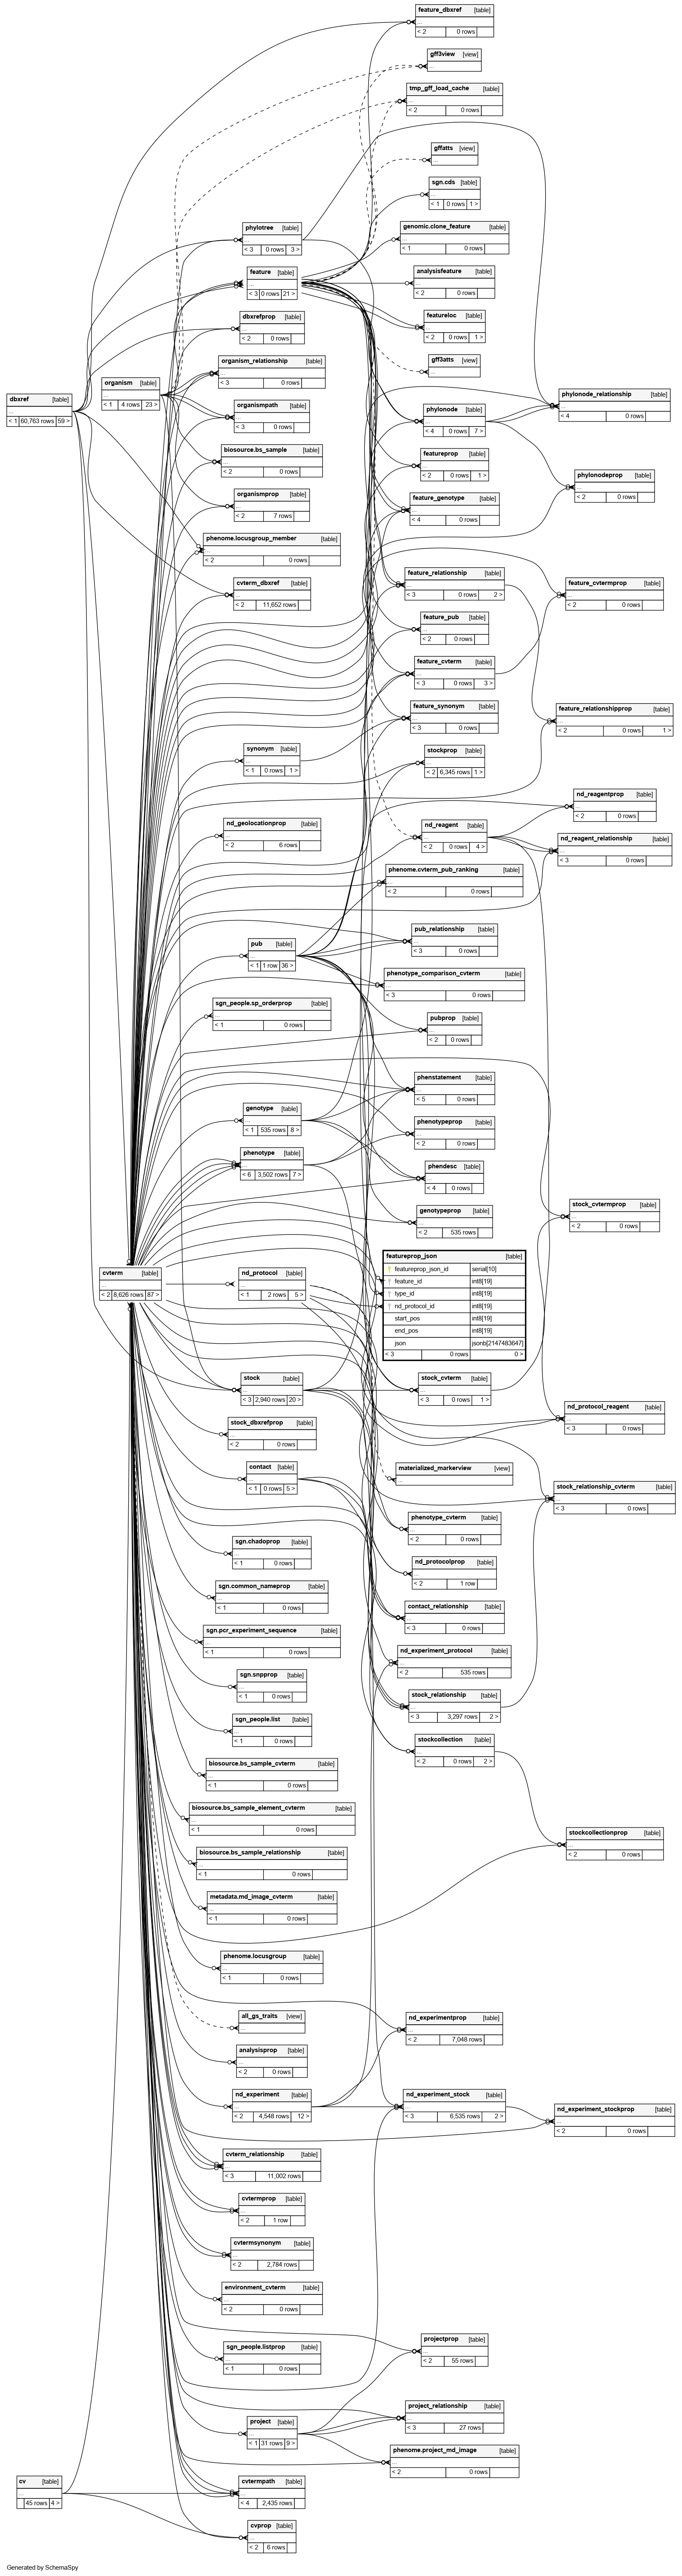 feature_dbxref [table]
...
< 2 0 rows
gff3view [view]
...
tmp_gff_load_cache [table]
...
< 2 0 rows
gffatts [view]
...
sgn.cds [table]
...
< 1 0 rows 1 >
phylotree [table]
...
< 3 0 rows 3 >
genomic.clone_feature [table]
...
< 1 0 rows
feature [table]
...
< 3 0 rows 21 >
analysisfeature [table]
...
< 2 0 rows
dbxrefprop [table]
...
< 2 0 rows
featureloc [table]
...
< 2 0 rows 1 >
organism_relationship [table]
...
< 3 0 rows
gff3atts [view]
...
organism [table]
...
< 1 4 rows 23 >
dbxref [table]
...
< 1 60,763 rows 59 >
phylonode_relationship [table]
...
< 4 0 rows
organismpath [table]
...
< 3 0 rows
phylonode [table]
...
< 4 0 rows 7 >
biosource.bs_sample [table]
...
< 2 0 rows
featureprop [table]
...
< 2 0 rows 1 >
phylonodeprop [table]
...
< 2 0 rows
organismprop [table]
...
< 2 7 rows
feature_genotype [table]
...
< 4 0 rows
phenome.locusgroup_member [table]
...
< 2 0 rows
cvterm_dbxref [table]
...
< 2 11,652 rows
feature_relationship [table]
...
< 3 0 rows 2 >
feature_cvtermprop [table]
...
< 2 0 rows
feature_pub [table]
...
< 2 0 rows
feature_cvterm [table]
...
< 3 0 rows 3 >
feature_synonym [table]
...
< 3 0 rows
feature_relationshipprop [table]
...
< 2 0 rows 1 >
synonym [table]
...
< 1 0 rows 1 >
stockprop [table]
...
< 2 6,345 rows 1 >
nd_reagentprop [table]
...
< 2 0 rows
nd_geolocationprop [table]
...
< 2 6 rows
nd_reagent [table]
...
< 2 0 rows 4 >
nd_reagent_relationship [table]
...
< 3 0 rows
phenome.cvterm_pub_ranking [table]
...
< 2 0 rows
pub_relationship [table]
...
< 3 0 rows
pub [table]
...
< 1 1 row 36 >
phenotype_comparison_cvterm [table]
...
< 3 0 rows
sgn_people.sp_orderprop [table]
...
< 1 0 rows
pubprop [table]
...
< 2 0 rows
phenstatement [table]
...
< 5 0 rows
genotype [table]
...
< 1 535 rows 8 >
phenotypeprop [table]
...
< 2 0 rows
phenotype [table]
...
< 6 3,502 rows 7 >
phendesc [table]
...
< 4 0 rows
stock_cvtermprop [table]
...
< 2 0 rows
genotypeprop [table]
...
< 2 535 rows
featureprop_json [table]
featureprop_json_id serial[10]
feature_id int8[19]
type_id int8[19]
nd_protocol_id int8[19]
start_pos int8[19]
end_pos int8[19]
json jsonb[2147483647]
< 3 0 rows 0 >
cvterm [table]
...
< 2 8,626 rows 87 >
nd_protocol [table]
...
< 1 2 rows 5 >
stock [table]
...
< 3 2,940 rows 20 >
stock_cvterm [table]
...
< 3 0 rows 1 >
nd_protocol_reagent [table]
...
< 3 0 rows
stock_dbxrefprop [table]
...
< 2 0 rows
contact [table]
...
< 1 0 rows 5 >
materialized_markerview [view]
...
stock_relationship_cvterm [table]
...
< 3 0 rows
phenotype_cvterm [table]
...
< 2 0 rows
sgn.chadoprop [table]
...
< 1 0 rows
nd_protocolprop [table]
...
< 2 1 row
sgn.common_nameprop [table]
...
< 1 0 rows
contact_relationship [table]
...
< 3 0 rows
sgn.pcr_experiment_sequence [table]
...
< 1 0 rows
nd_experiment_protocol [table]
...
< 2 535 rows
sgn.snpprop [table]
...
< 1 0 rows
stock_relationship [table]
...
< 3 3,297 rows 2 >
sgn_people.list [table]
...
< 1 0 rows
stockcollection [table]
...
< 2 0 rows 2 >
biosource.bs_sample_cvterm [table]
...
< 1 0 rows
biosource.bs_sample_element_cvterm [table]
...
< 1 0 rows
stockcollectionprop [table]
...
< 2 0 rows
biosource.bs_sample_relationship [table]
...
< 1 0 rows
metadata.md_image_cvterm [table]
...
< 1 0 rows
phenome.locusgroup [table]
...
< 1 0 rows
all_gs_traits [view]
...
nd_experimentprop [table]
...
< 2 7,048 rows
analysisprop [table]
...
< 2 0 rows
nd_experiment [table]
...
< 2 4,548 rows 12 >
nd_experiment_stock [table]
...
< 3 6,535 rows 2 >
nd_experiment_stockprop [table]
...
< 2 0 rows
cvterm_relationship [table]
...
< 3 11,002 rows
cvtermprop [table]
...
< 2 1 row
cvtermsynonym [table]
...
< 2 2,784 rows
environment_cvterm [table]
...
< 2 0 rows
sgn_people.listprop [table]
...
< 1 0 rows
projectprop [table]
...
< 2 55 rows
project [table]
...
< 1 31 rows 9 >
project_relationship [table]
...
< 3 27 rows
phenome.project_md_image [table]
...
< 2 0 rows
cv [table]
...
45 rows 4 >
cvtermpath [table]
...
< 4 2,435 rows
cvprop [table]
...
< 2 6 rows
Generated by SchemaSpy